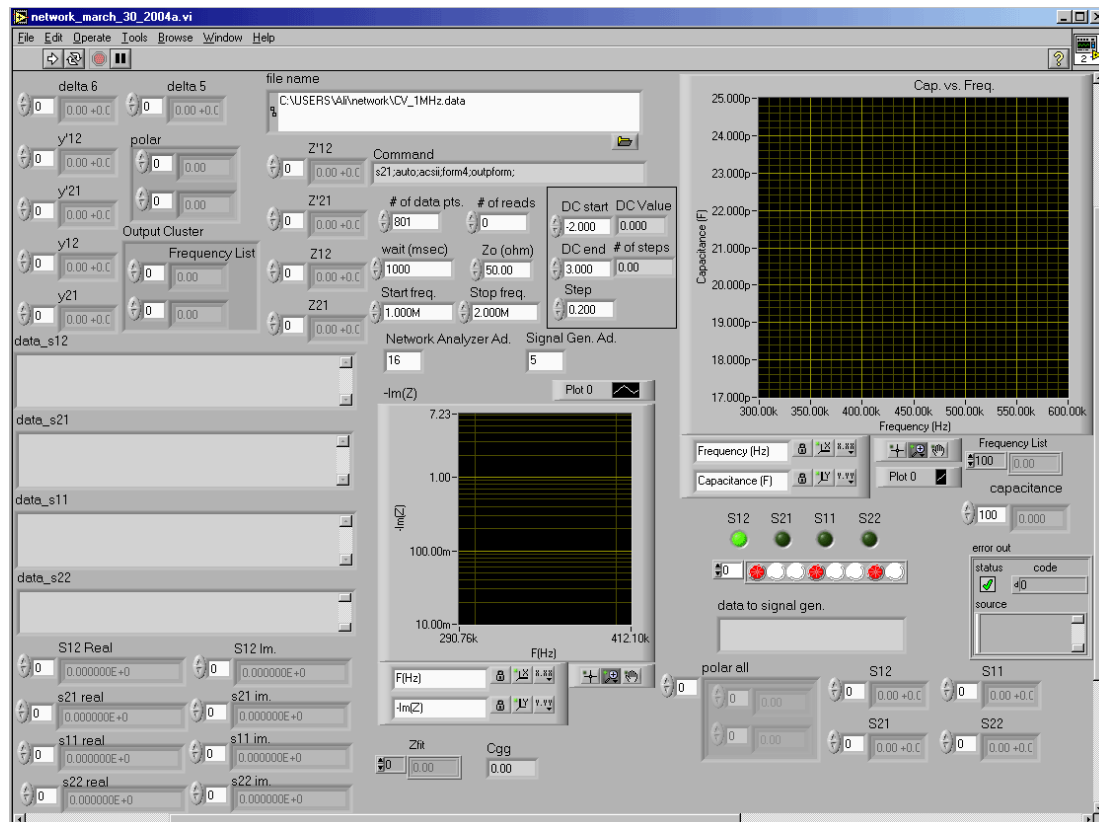 network_march_30_2004a.vi
File Edit Operate Tools Browse Window Help
2
delta 6
0 0.00 +0.0
delta 5
0 0.00 +0.0
file name
C:\USERS\Ali\network\CV_1MHz.data
y'12
0 0.00 +0.0
polar
0 0.00
0 0.00
y'21
0 0.00 +0.0
y12
0 0.00 +0.0
y21
0 0.00 +0.0
Output Cluster
Frequency List
0 0.00
0 0.00
Z'12
0 0.00 +0.0
Z'21
0 0.00 +0.0
Z12
0 0.00 +0.0
Z21
0 0.00 +0.0
Command
s21;auto;acsii;form4;outpform;
# of data pts.
801
# of reads
0
wait (msec)
1000
Zo (ohm)
50.00
Start freq.
1.000M
Stop freq.
2.000M
DC start
-2.000
DC Value
0.000
DC end
3.000
# of steps
0.00
Step
0.200
Network Analyzer Ad.
16
Signal Gen. Ad.
5
data_s12
data_s21
data_s11
data_s22
-Im(Z)
Plot 0
7.23
1.00
100.00m
10.00m
-Im(Z)
290.76k
412.10k
F(Hz)
F(Hz)
X X.XX
-Im(Z)
Y Y.YY
Zfit
0 0.00
Cgg
0.00
S12 Real
0 0.000000E+0
S12 Im.
0 0.000000E+0
s21 real
0 0.000000E+0
s21 im.
0 0.000000E+0
s11 real
0 0.000000E+0
s11 im.
0 0.000000E+0
s22 real
0 0.000000E+0
s22 im.
0 0.000000E+0
Cap. vs. Freq.
25.000p
24.000p
23.000p
22.000p
21.000p
20.000p
19.000p
18.000p
17.000p
Capacitance (F)
300.00k 350.00k 400.00k 450.00k 500.00k 550.00k 600.00k
Frequency (Hz)
Frequency (Hz)
X X.XX
Capacitance (F)
Y Y.YY
Plot 0
Frequency List
100 0.00
capacitance
100 0.000
S12 S21 S11 S22
0
data to signal gen.
error out
status code
d0
source
polar all
0
0 0.00
0 0.00
S12
0 0.00 +0.0
S11
0 0.00 +0.0
S21
0 0.00 +0.0
S22
0 0.00 +0.0